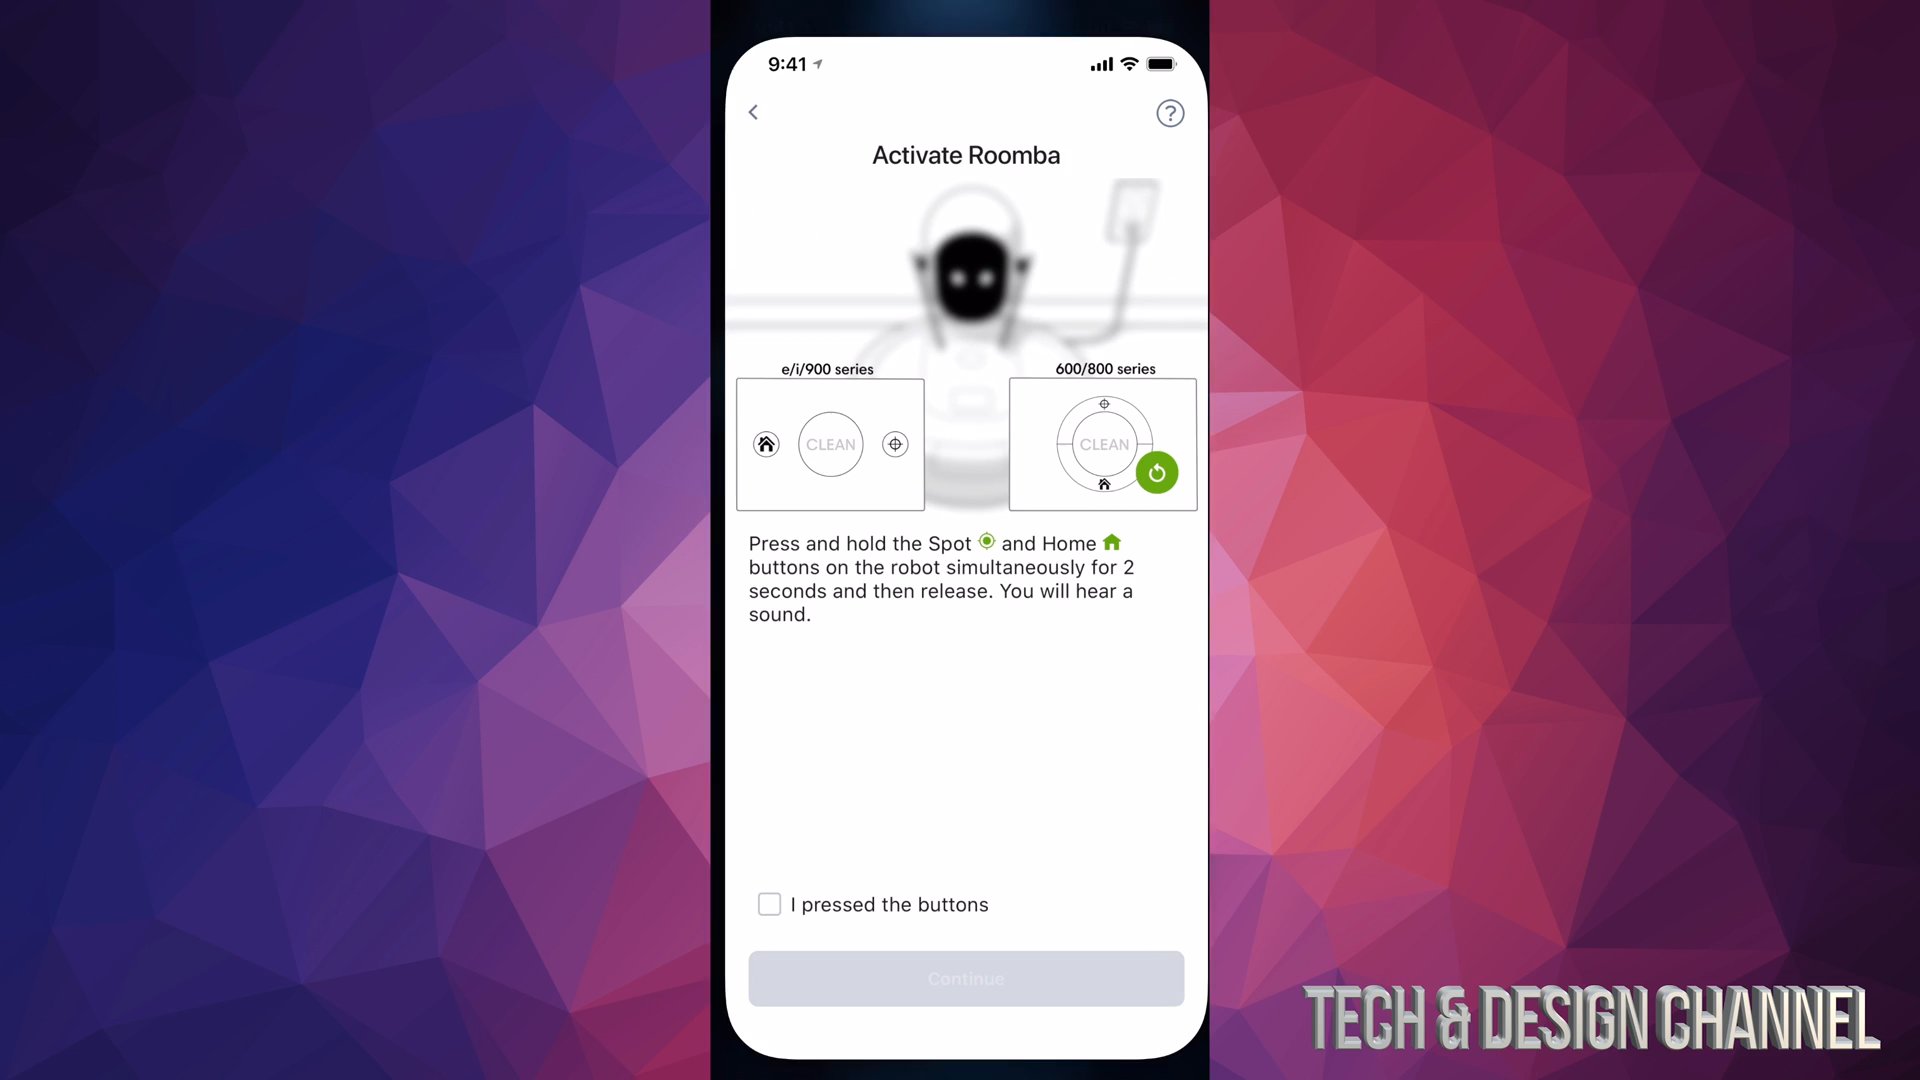 9:41
Activate Roomba
e/i/900 series
600/800 series
CLEAN
CLEAN
Press and hold the Spot and Home
buttons on the robot simultaneously for 2
seconds and then release. You will hear a
sound.
I pressed the buttons
Continue
TECH & DESIGN CHANNEL